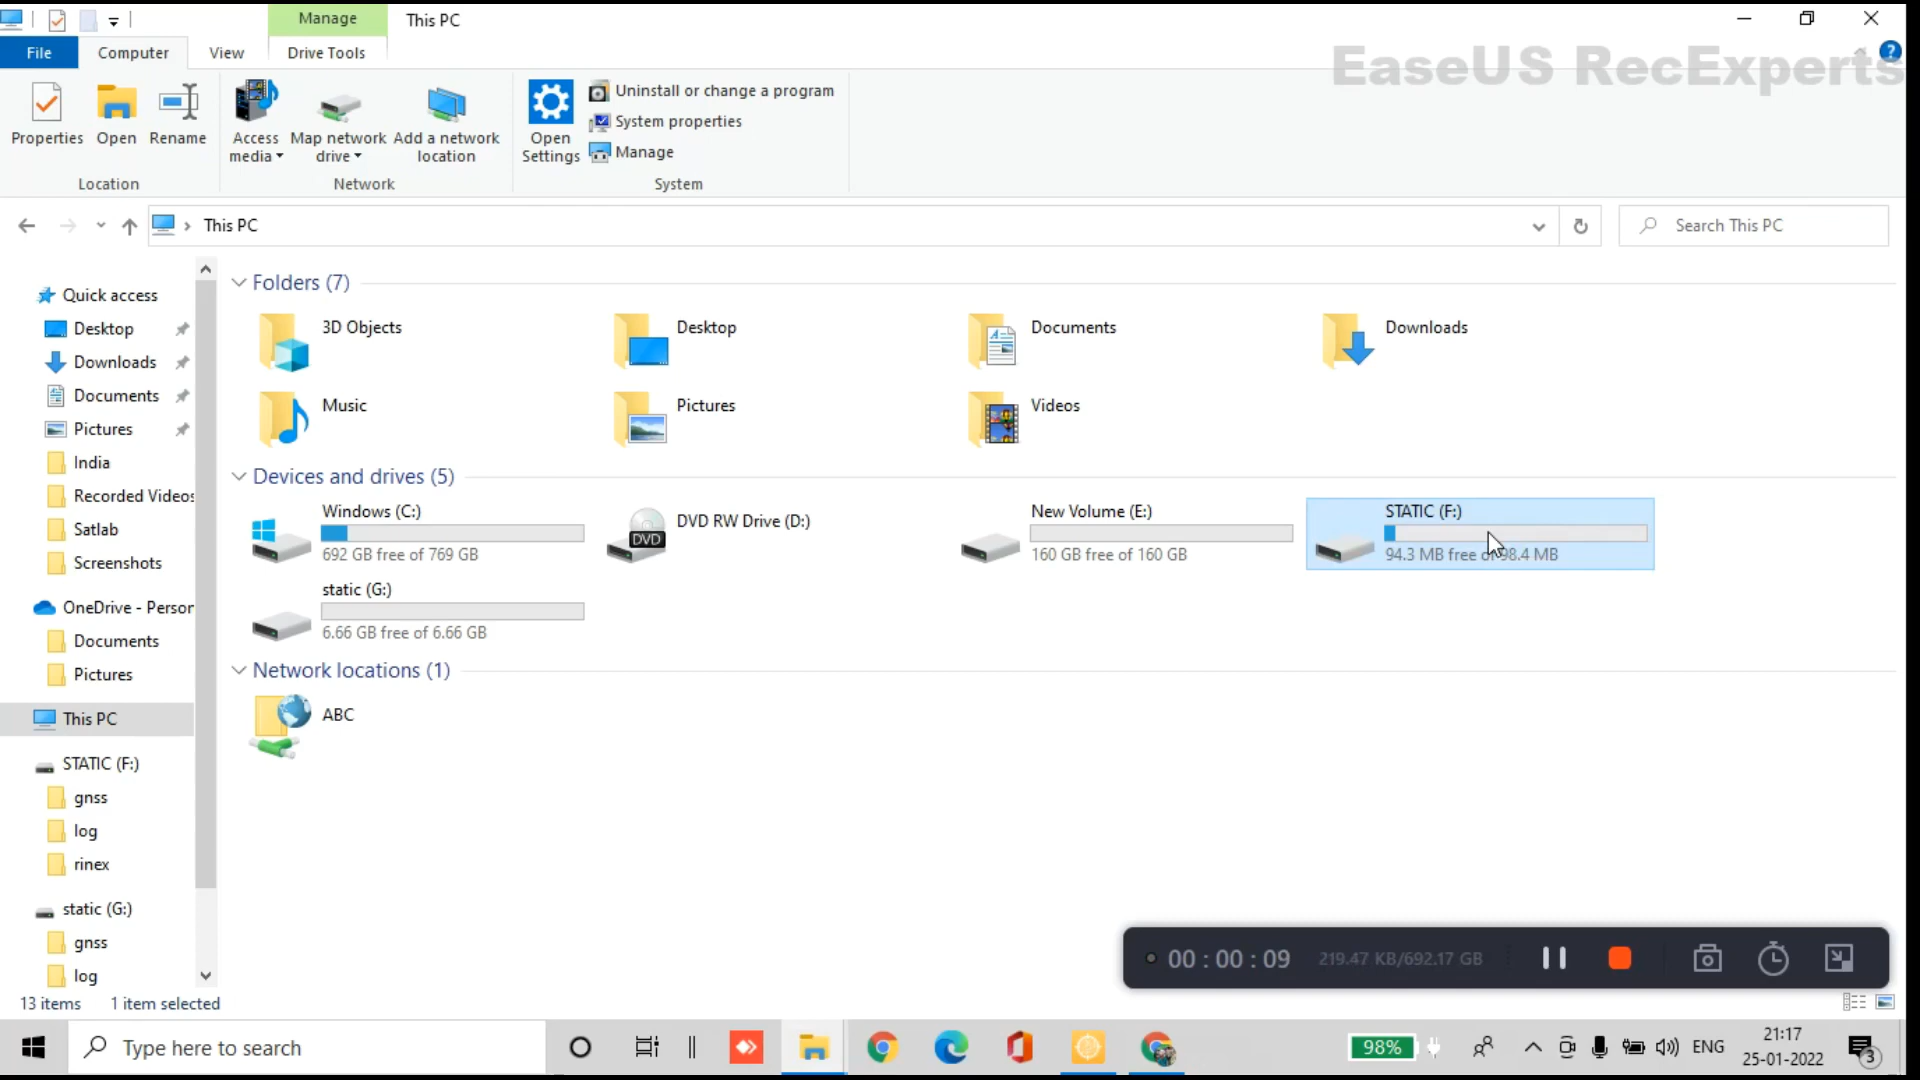 Manage
This PC
File
Computer
View
Drive Tools
EaseUS RecExperts
Properties
Open
Rename
Access
media
Map network
drive
Add a network
location
Open
Settings
Uninstall or change a program
System properties
Manage
Location
Network
System
This PC
Search This PC
Quick access
Desktop
Downloads
Documents
Pictures
India
Recorded Videos
Satlab
Screenshots
OneDrive - Person
Documents
Pictures
This PC
STATIC (F:)
gnss
log
rinex
static (G:)
gnss
log
Folders (7)
3D Objects
Desktop
Documents
Downloads
Music
Pictures
Videos
Devices and drives (5)
Windows (C:)
692 GB free of 769 GB
DVD
DVD RW Drive (D:)
New Volume (E:)
160 GB free of 160 GB
STATIC (F:)
94.3 MB free of 98.4 MB
static (G:)
6.66 GB free of 6.66 GB
Network locations (1)
ABC
00 : 00 : 09
219.47 KB/692.17 GB
13 items
1 item selected
Type here to search
98%
ENG
21:17
25-01-2022
3